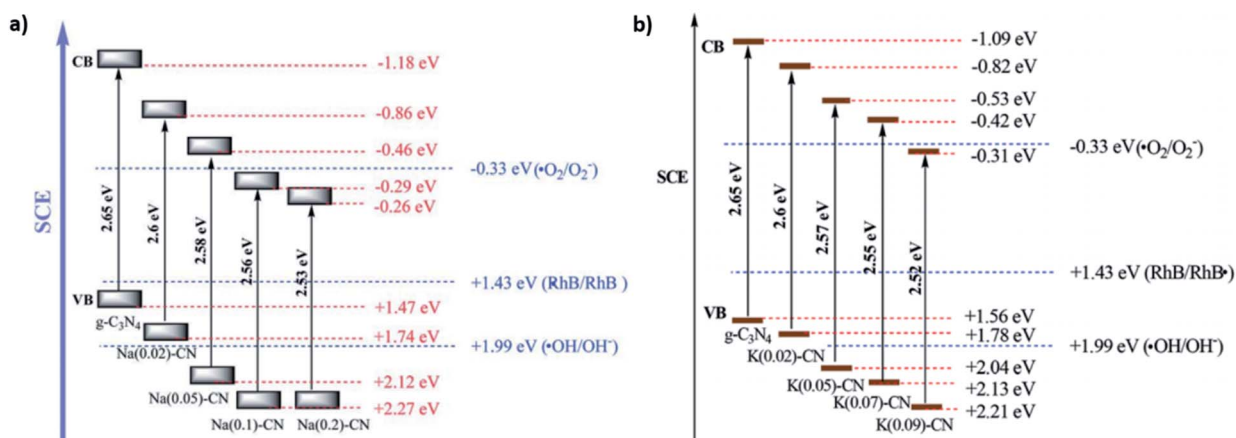 a)
SCE
CB
VB
2.65 eV
2.6 eV
2.58 eV
2.56 eV
2.53 eV
g-C₃N₄
Na(0.02)-CN
Na(0.05)-CN
Na(0.1)-CN
Na(0.2)-CN
-1.18 eV
-0.86 eV
-0.46 eV
-0.33 eV (•O₂/O₂⁻)
-0.29 eV
-0.26 eV
+1.43 eV (RhB/RhB )
+1.47 eV
+1.74 eV
+1.99 eV (•OH/OH⁻)
+2.12 eV
+2.27 eV
b)
SCE
CB
VB
2.65 eV
2.6 eV
2.57 eV
2.55 eV
2.52 eV
g-C₃N₄
K(0.02)-CN
K(0.05)-CN
K(0.07)-CN
K(0.09)-CN
-1.09 eV
-0.82 eV
-0.53 eV
-0.42 eV
-0.33 eV (•O₂/O₂⁻)
-0.31 eV
+1.43 eV (RhB/RhB•)
+1.56 eV
+1.78 eV
+1.99 eV (•OH/OH⁻)
+2.04 eV
+2.13 eV
+2.21 eV